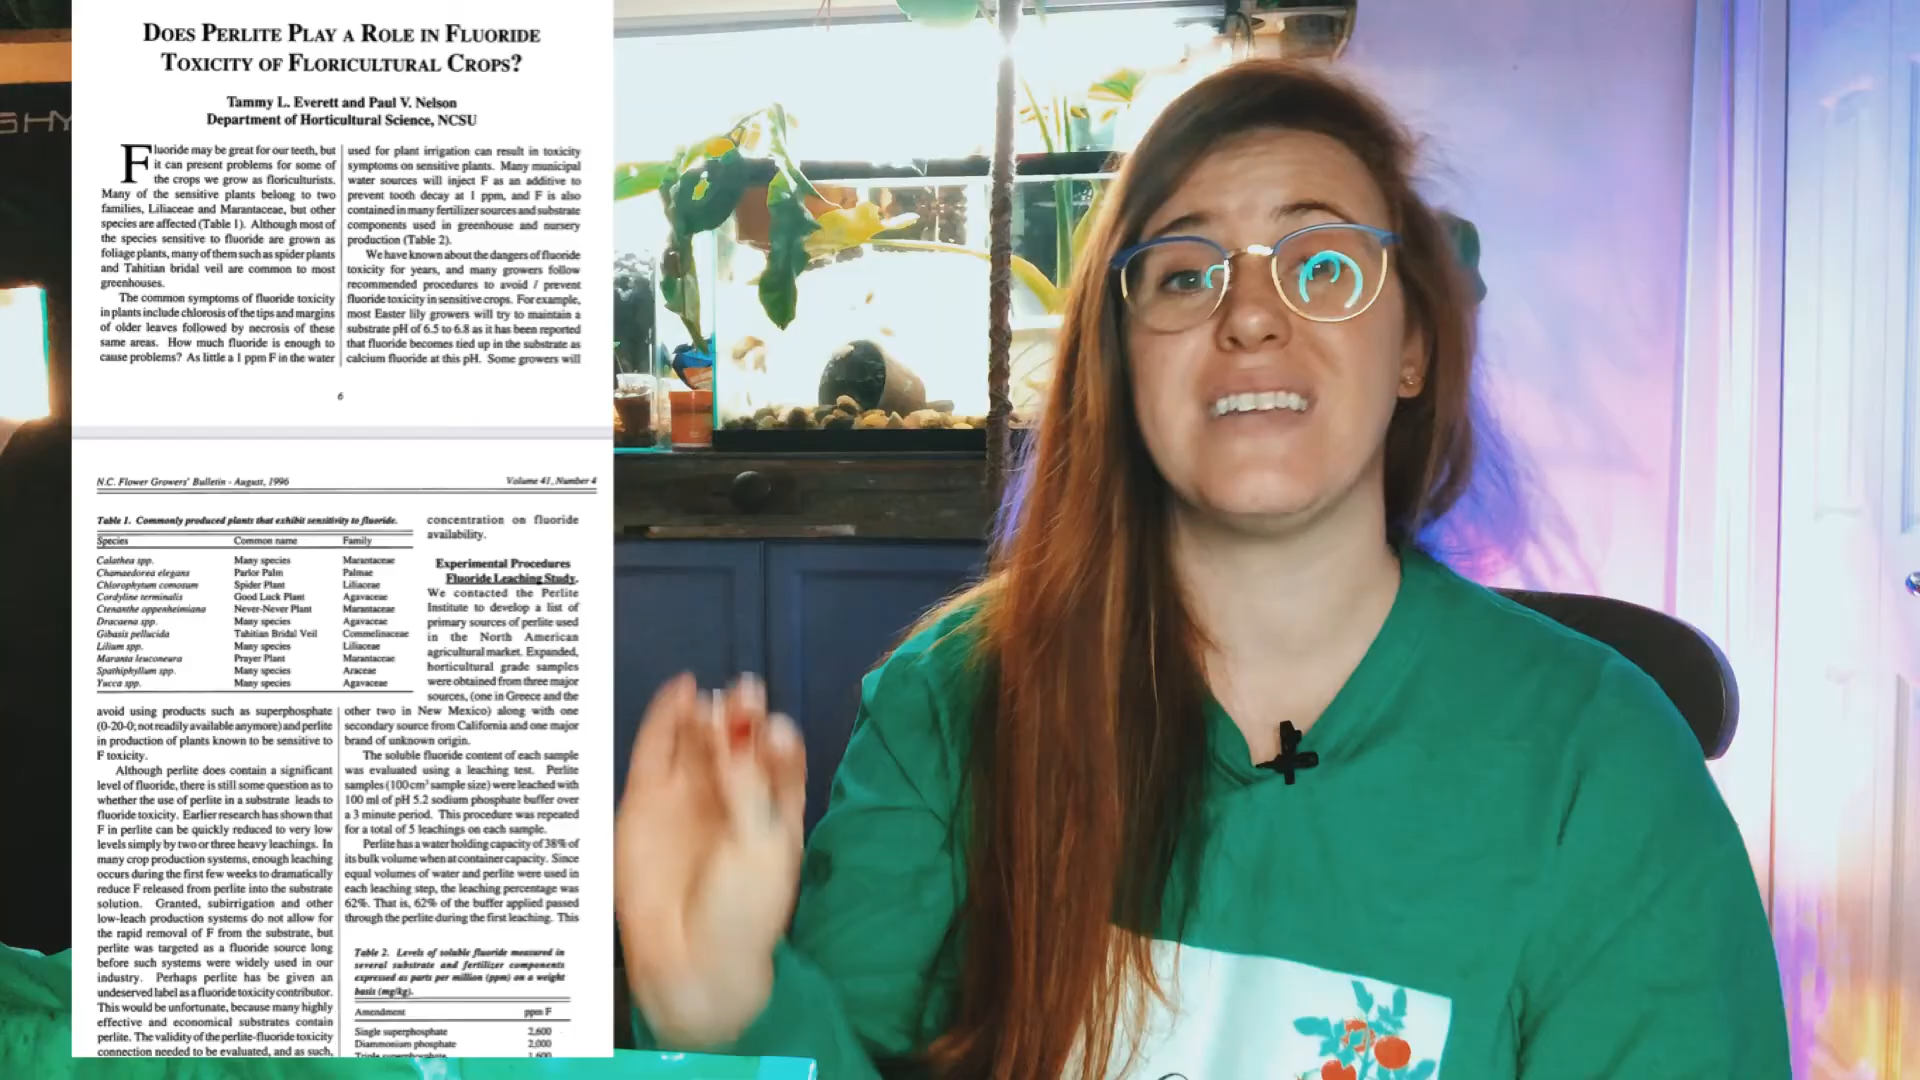 SHY
DOES PERLITE PLAY A ROLE IN FLUORIDE
TOXICITY OF FLORICULTURAL CROPS?
Tammy L. Everett and Paul V. Nelson
Department of Horticultural Science, NCSU
Fluoride may be great for our teeth, but
it can present problems for some of
the crops we grow as floriculturists.
Many of the sensitive plants belong to two
families, Liliaceae and Marantaceae, but other
species are affected (Table 1). Although most of
the species sensitive to fluoride are grown as
foliage plants, many of them such as spider plants
and Tahitian bridal veil are common to most
greenhouses.
The common symptoms of fluoride toxicity
in plants include chlorosis of the tips and margins
of older leaves followed by necrosis of these
same areas. How much fluoride is enough to
cause problems? As little a 1 ppm F in the water
used for plant irrigation can result in toxicity
symptoms on sensitive plants. Many municipal
water sources will inject F as an additive to
prevent tooth decay at 1 ppm, and F is also
contained in many fertilizer sources and substrate
components used in greenhouse and nursery
production (Table 2).
We have known about the dangers of fluoride
toxicity for years, and many growers follow
recommended procedures to avoid / prevent
fluoride toxicity in sensitive crops. For example,
most Easter lily growers will try to maintain a
substrate pH of 6.5 to 6.8 as it has been reported
that fluoride becomes tied up in the substrate as
calcium fluoride at this pH. Some growers will
6
N.C. Flower Growers' Bulletin - August, 1996 Volume 41, Number 4
Table 1. Commonly produced plants that exhibit sensitivity to fluoride.
Species Common name Family
Calathea spp. Many species Marantaceae
Chamaedorea elegans Parlor Palm Palmae
Chlorophytum comosum Spider Plant Liliaceae
Cordyline terminalis Good Luck Plant Agavaceae
Ctenanthe oppenheimiana Never-Never Plant Marantaceae
Dracaena spp. Many species Agavaceae
Gibasis pellucida Tahitian Bridal Veil Commelinaceae
Lilium spp. Many species Liliaceae
Maranta leuconeura Prayer Plant Marantaceae
Spathiphyllum spp. Many species Araceae
Yucca spp. Many species Agavaceae
avoid using products such as superphosphate
(0-20-0; not readily available anymore) and perlite
in production of plants known to be sensitive to
F toxicity.
Although perlite does contain a significant
level of fluoride, there is still some question as to
whether the use of perlite in a substrate leads to
fluoride toxicity. Earlier research has shown that
F in perlite can be quickly reduced to very low
levels simply by two or three heavy leachings. In
many crop production systems, enough leaching
occurs during the first few weeks to dramatically
reduce F released from perlite into the substrate
solution. Granted, subirrigation and other
low-leach production systems do not allow for
the rapid removal of F from the substrate, but
perlite was targeted as a fluoride source long
before such systems were widely used in our
industry. Perhaps perlite has be given an
undeserved label as a fluoride toxicity contributor.
This would be unfortunate, because many highly
effective and economical substrates contain
perlite. The validity of the perlite-fluoride toxicity
connection needed to be evaluated, and as such,
concentration on fluoride
availability.
Experimental Procedures
Fluoride Leaching Study.
We contacted the Perlite
Institute to develop a list of
primary sources of perlite used
in the North American
agricultural market. Expanded,
horticultural grade samples
were obtained from three major
sources, (one in Greece and the
other two in New Mexico) along with one
secondary source from California and one major
brand of unknown origin.
The soluble fluoride content of each sample
was evaluated using a leaching test. Perlite
samples (100 cm³ sample size) were leached with
100 ml of pH 5.2 sodium phosphate buffer over
a 3 minute period. This procedure was repeated
for a total of 5 leachings on each sample.
Perlite has a water holding capacity of 38% of
its bulk volume when at container capacity. Since
equal volumes of water and perlite were used in
each leaching step, the leaching percentage was
62%. That is, 62% of the buffer applied passed
through the perlite during the first leaching. This
Table 2. Levels of soluble fluoride measured in
several substrate and fertilizer components
expressed as parts per million (ppm) on a weight
basis (mg/kg).
Amendment ppm F
Single superphosphate 2,600
Diammonium phosphate 2,000
Triple superphosphate 1,600